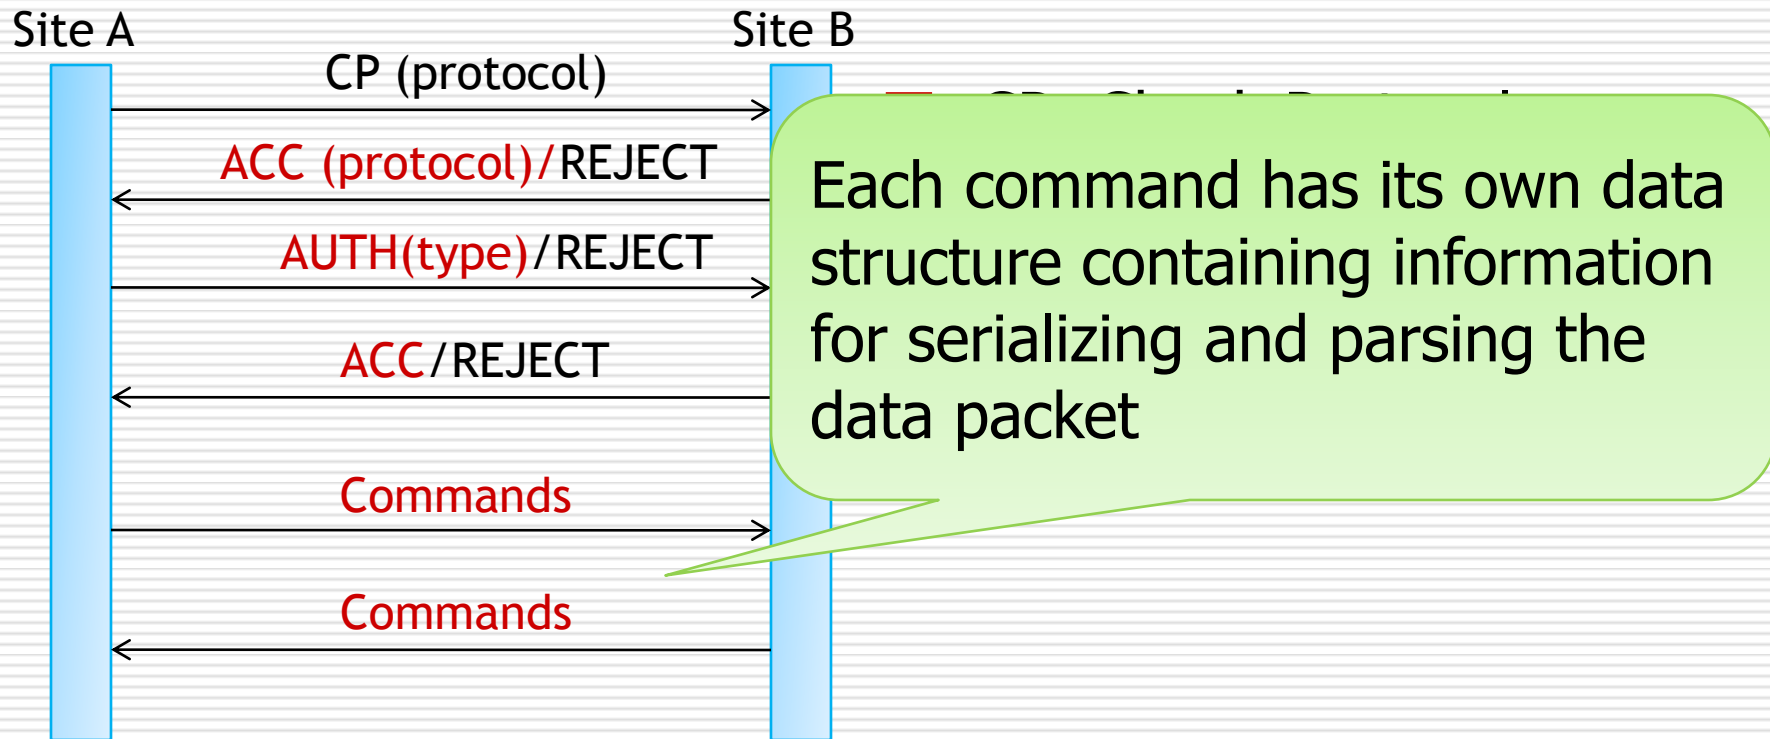 Site A
Site B
CP (protocol)
ACC (protocol)/REJECT
AUTH(type)/REJECT
ACC/REJECT
Commands
Commands
Each command has its own data
structure containing information
for serializing and parsing the
data packet